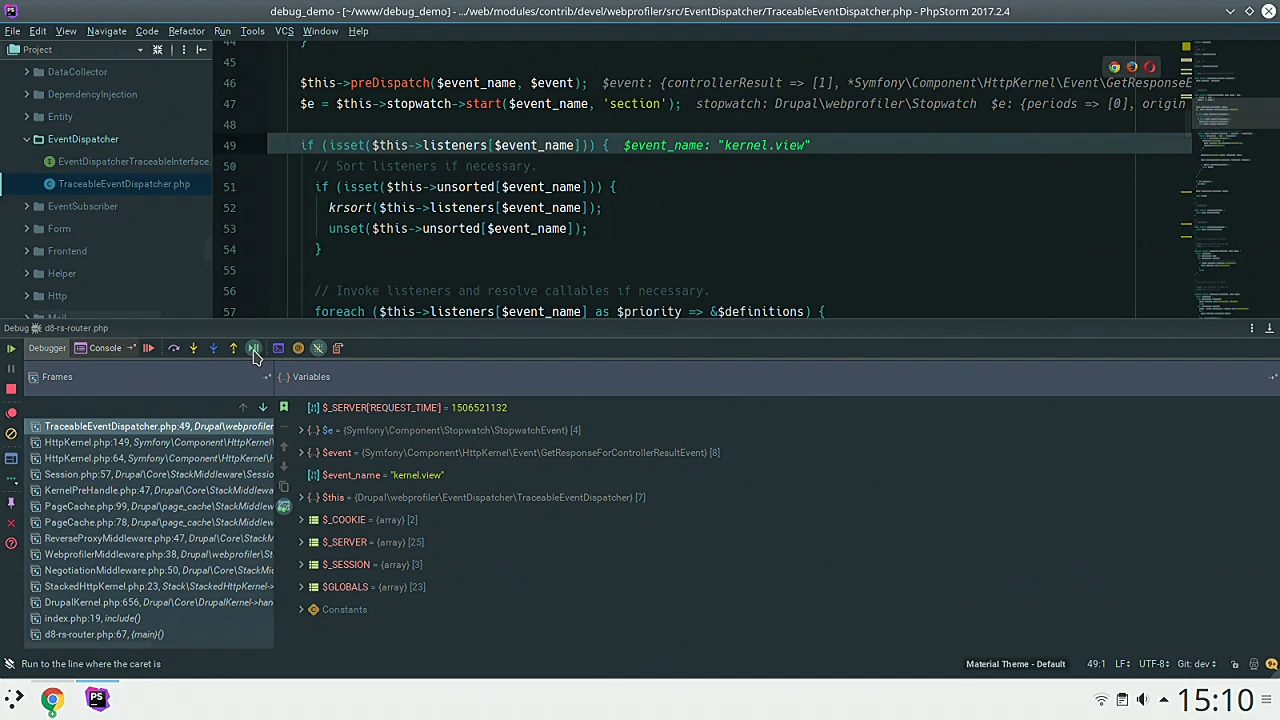 debug_demo - [~/www/debug_demo] - .../web/modules/contrib/devel/webprofiler/src/EventDispatcher/TraceableEventDispatcher.php - PhpStorm 2017.2.4
File Edit View Navigate Code Refactor Run Tools VCS Window Help
Project
DataCollector
DependencyInjection
Entity
EventDispatcher
EventDispatcherTraceableInterface.
TraceableEventDispatcher.php
EventSubscriber
Form
Frontend
Helper
Http
Mail
44 }
45
46 $this->preDispatch($event_name, $event); $event: {controllerResult => [1], *Symfony\Component\HttpKernel\Event\GetResponseE
47 $e = $this->stopwatch->start($event_name, 'section'); stopwatch: Drupal\webprofiler\Stopwatch $e: {periods => [0], origin
48
49 if (isset($this->listeners[$event_name])) { $event_name: "kernel.view"
50 listeners if necessary.
51 if (isset($this->unsorted[$event_name])) {
52 krsort($this->listeners[$event_name]);
53 unset($this->unsorted[$event_name]);
54 }
55
56 Invoke listeners and resolve callables if necessary.
57 foreach ($this->listeners[$event_name] as $priority => &$definitions) {
Debug d8-rs-router.php
Debugger Console
Frames
Variables
TraceableEventDispatcher.php:49, Drupal\webprofiler
HttpKernel.php:149, Symfony\Component\HttpKernel\
HttpKernel.php:64, Symfony\Component\HttpKernel\H
Session.php:57, Drupal\Core\StackMiddleware\Sessio
KernelPreHandle.php:47, Drupal\Core\StackMiddlewa
PageCache.php:99, Drupal\page_cache\StackMiddlew
PageCache.php:78, Drupal\page_cache\StackMiddlew
ReverseProxyMiddleware.php:47, Drupal\Core\StackM
WebprofilerMiddleware.php:38, Drupal\webprofiler\St
NegotiationMiddleware.php:50, Drupal\Core\StackMid
StackedHttpKernel.php:23, Stack\StackedHttpKernel->
DrupalKernel.php:656, Drupal\Core\DrupalKernel->han
index.php:19, include()
d8-rs-router.php:67, {main}()
$_SERVER[REQUEST_TIME] = 1506521132
$e = {Symfony\Component\Stopwatch\StopwatchEvent} [4]
$event = {Symfony\Component\HttpKernel\Event\GetResponseForControllerResultEvent} [8]
$event_name = "kernel.view"
$this = {Drupal\webprofiler\EventDispatcher\TraceableEventDispatcher} [7]
$_COOKIE = {array} [2]
$_SERVER = {array} [25]
$_SESSION = {array} [3]
$GLOBALS = {array} [23]
Constants
Run to the line where the caret is
Material Theme - Default 49:1 LF UTF-8 Git: dev
15:10